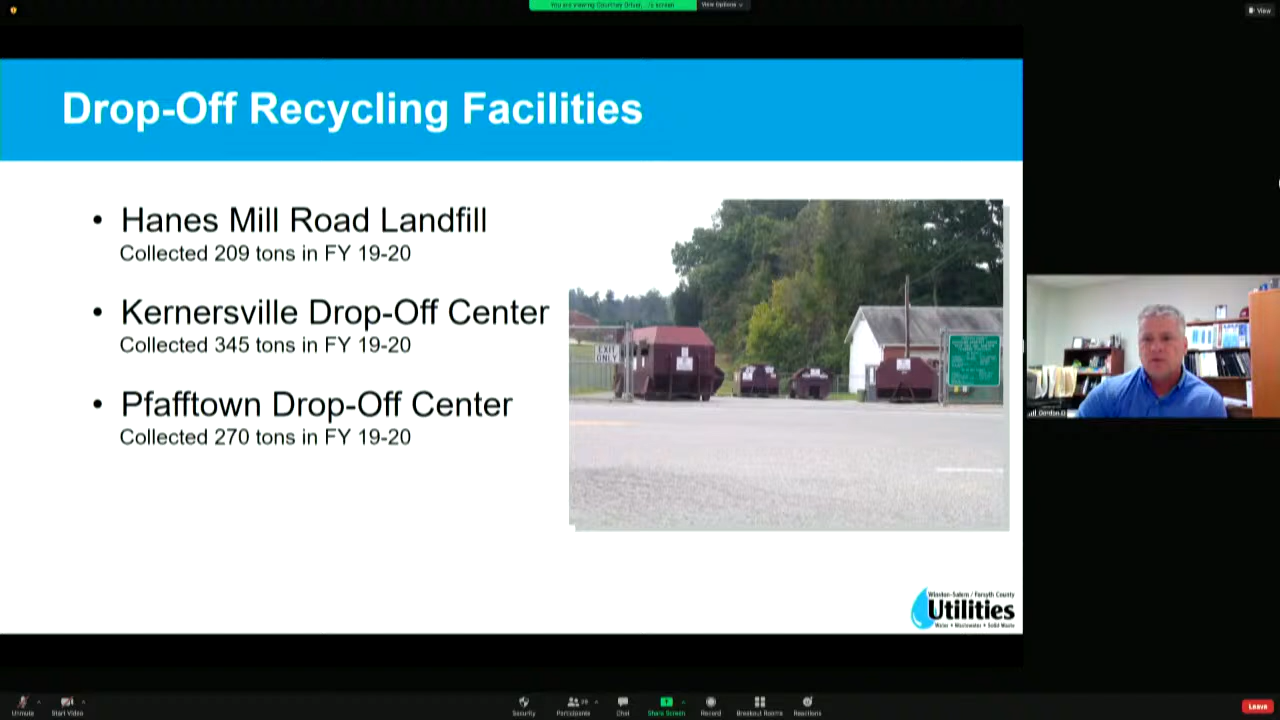 You are viewing Courtney Driver, ...'s screen
View Options
View
Drop-Off Recycling Facilities
• Hanes Mill Road Landfill
Collected 209 tons in FY 19-20
• Kernersville Drop-Off Center
Collected 345 tons in FY 19-20
• Pfafftown Drop-Off Center
Collected 270 tons in FY 19-20
EXIT
ONLY
Winston-Salem / Forsyth County
Utilities
Water • Wastewater • Solid Waste
Unmute
Start Video
Security
Participants
28
Chat
Share Screen
Record
Breakout Rooms
Reactions
Leave